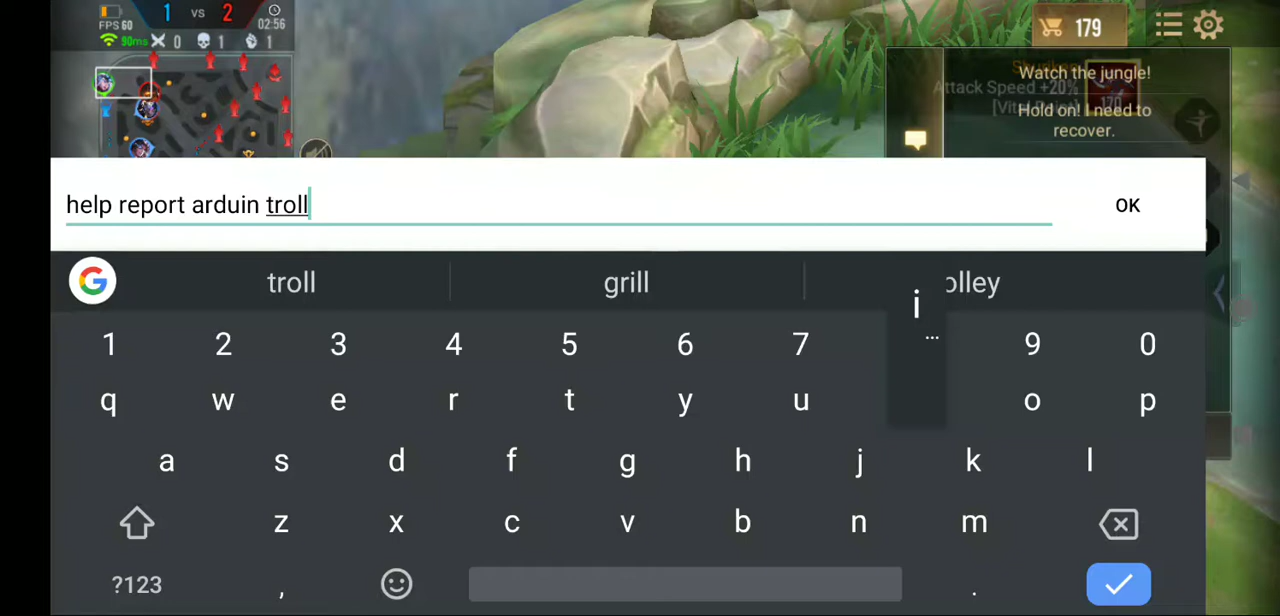 1 vs 2
FPS 60
02:56
90ms
0
1
1
179
Watch the jungle!
Attack Speed +20%
Hold on! I need to
recover.
help report arduin troll
OK
troll
grill
olley
i
...
1 2 3 4 5 6 7 9 0
q w e r t y u o p
a s d f g h j k l
z x c v b n m
?123
,
.